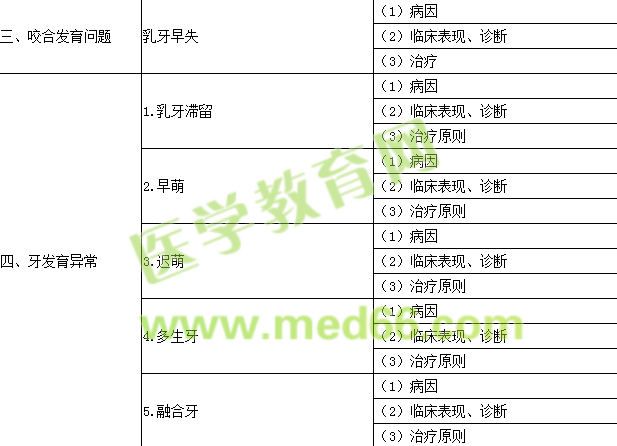 三、咬合发育问题
乳牙早失
（1）病因
（2）临床表现、诊断
（3）治疗
四、牙发育异常
1.乳牙滞留
（1）病因
（2）临床表现、诊断
（3）治疗原则
2.早萌
（1）病因
（2）临床表现、诊断
（3）治疗原则
3.迟萌
（1）病因
（2）临床表现、诊断
（3）治疗原则
4.多生牙
（1）病因
（2）临床表现、诊断
（3）治疗原则
5.融合牙
（1）病因
（2）临床表现、诊断
（3）治疗原则
医学教育网
www.med66.com